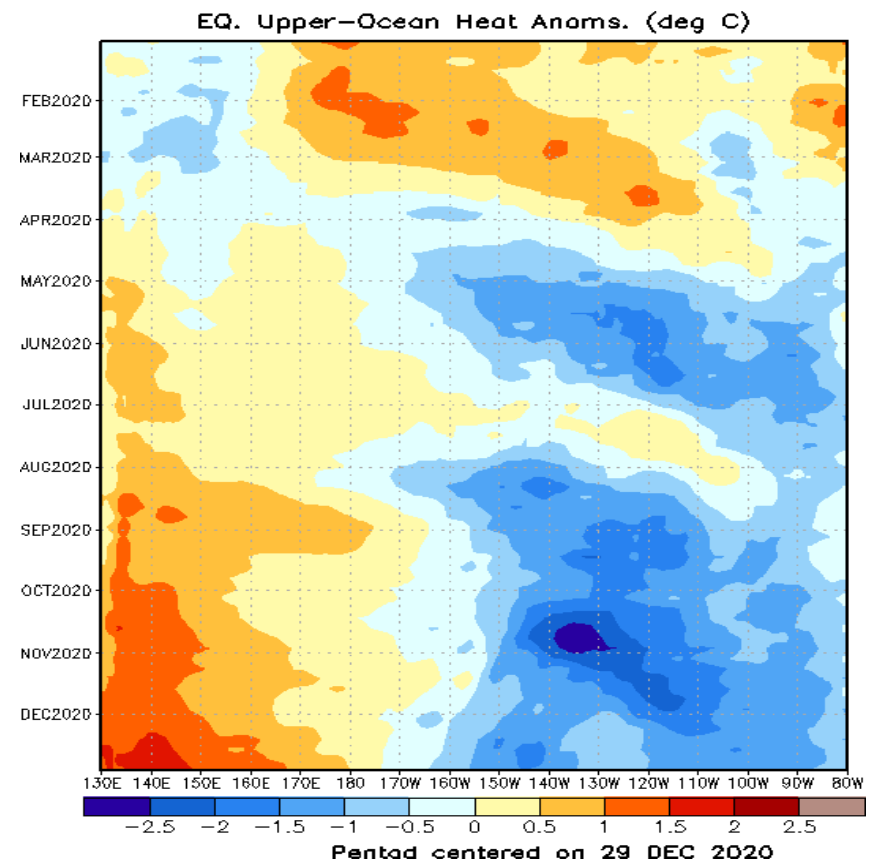 EQ. Upper-Ocean Heat Anoms. (deg C)
FEB2020
MAR2020
APR2020
MAY2020
JUN2020
JUL2020
AUG2020
SEP2020
OCT2020
NOV2020
DEC2020
130E 140E 150E 160E 170E 180 170W 160W 150W 140W 130W 120W 110W 100W 90W 80W
-2.5 -2 -1.5 -1 -0.5 0 0.5 1 1.5 2 2.5
Pentad centered on 29 DEC 2020